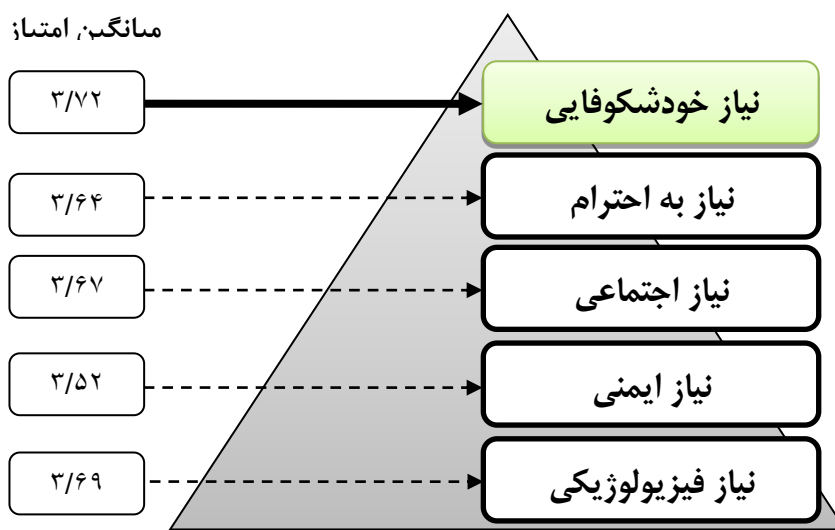 میانگین امتیاز
نیاز خودشکوفایی
۳/۷۲
نیاز به احترام
۳/۶۴
نیاز اجتماعی
۳/۶۷
نیاز ایمنی
۳/۵۲
نیاز فیزیولوژیکی
۳/۶۹